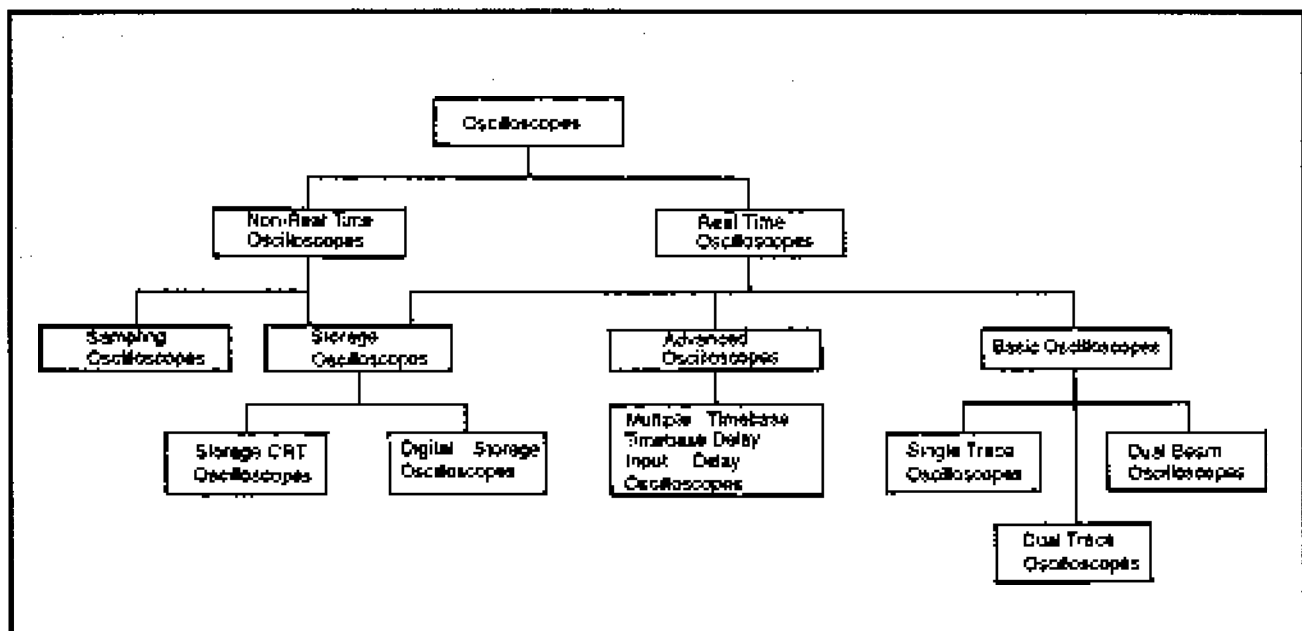 Oscilloscopes
Non-Real Time
Oscilloscopes
Real Time
Oscilloscopes
Sampling
Oscilloscopes
Storage
Oscilloscopes
Advanced
Oscilloscopes
Basic Oscilloscopes
Storage CRT
Oscilloscopes
Digital Storage
Oscilloscopes
Multiple Timebase
Timebase Delay
Input Delay
Oscilloscopes
Single Trace
Oscilloscopes
Dual Beam
Oscilloscopes
Dual Trace
Oscilloscopes